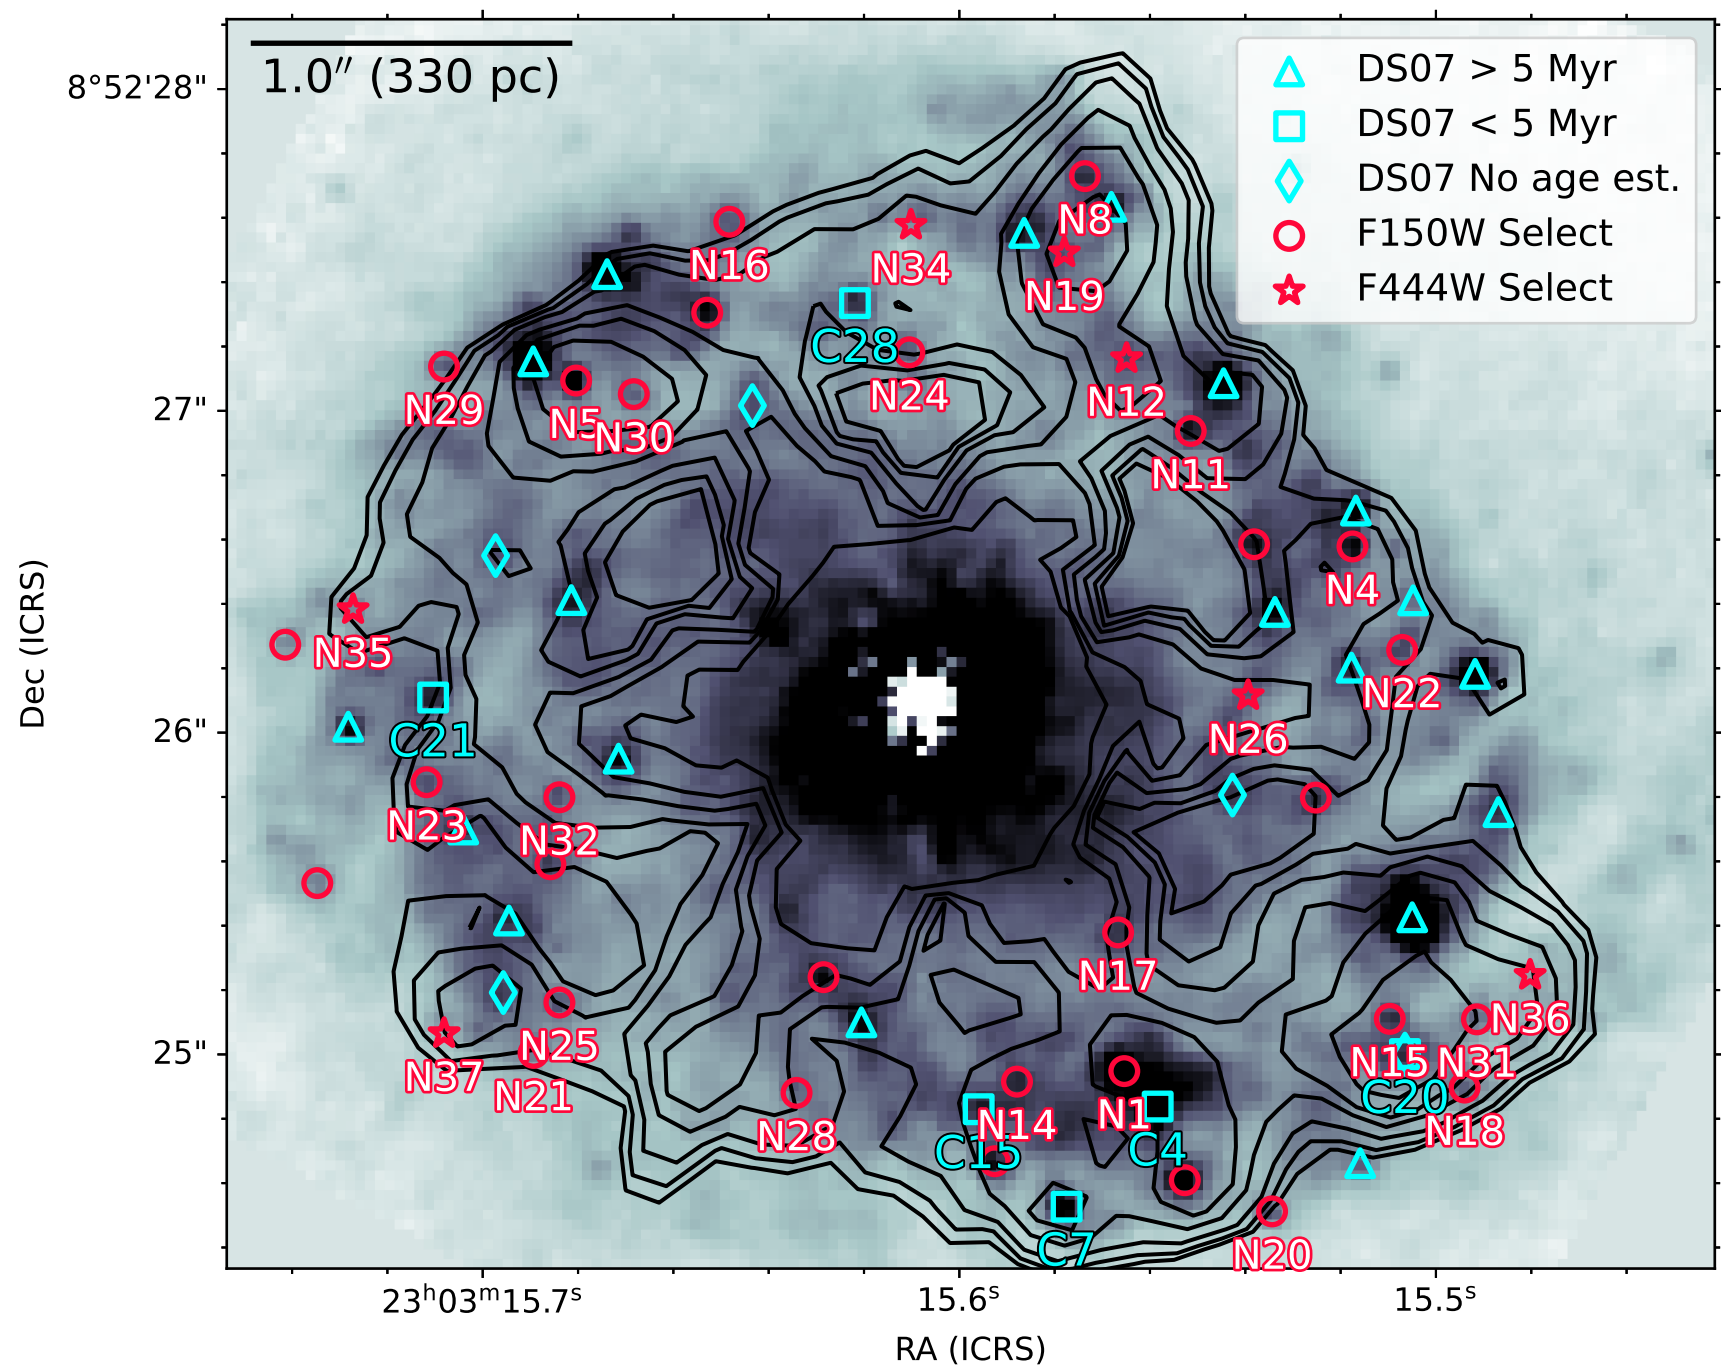 1.0″ (330 pc)
DS07 > 5 Myr
DS07 < 5 Myr
DS07 No age est.
F150W Select
F444W Select
8°52'28"
27"
26"
25"
Dec (ICRS)
N8
N16
N34
N19
C28
N24
N12
N29
N5
N30
N11
N4
N35
N22
C21
N26
N23
N32
N17
N36
N25
N15
N31
N37
N21
C20
N14
N1
N18
N28
C15
C4
C7
N20
23ʰ03ᵐ15.7ˢ
15.6ˢ
15.5ˢ
RA (ICRS)